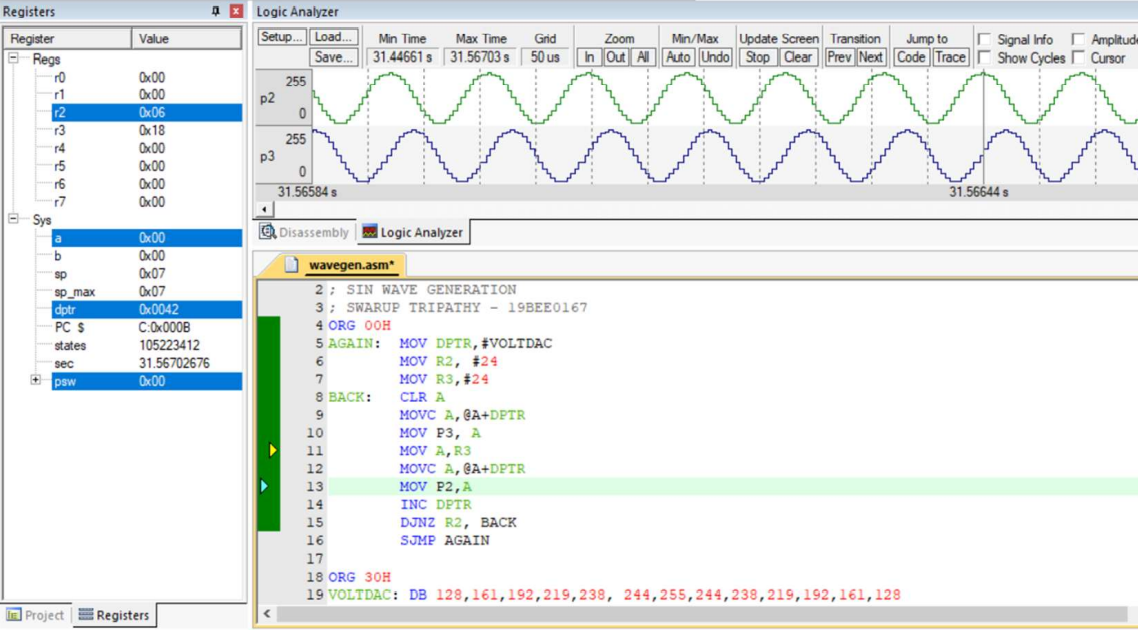 Registers
Register Value
Regs
r0 0x00
r1 0x00
r2 0x06
r3 0x18
r4 0x00
r5 0x00
r6 0x00
r7 0x00
Sys
a 0x00
b 0x00
sp 0x07
sp_max 0x07
dptr 0x0042
PC $ C:0x000B
states 105223412
sec 31.56702676
psw 0x00
Project Registers
Logic Analyzer
Setup... Load... Min Time Max Time Grid Zoom Min/Max Update Screen Transition Jump to Signal Info Amplitude
Save... 31.44661 s 31.56703 s 50 us In Out All Auto Undo Stop Clear Prev Next Code Trace Show Cycles Cursor
255
p2
0
255
p3
0
31.56584 s 31.56644 s
Disassembly Logic Analyzer
wavegen.asm*
2 ; SIN WAVE GENERATION
3 ; SWARUP TRIPATHY - 19BEE0167
4 ORG 00H
5 AGAIN: MOV DPTR,#VOLTDAC
6 MOV R2, #24
7 MOV R3,#24
8 BACK: CLR A
9 MOVC A,@A+DPTR
10 MOV P3, A
11 MOV A,R3
12 MOVC A,@A+DPTR
13 MOV P2,A
14 INC DPTR
15 DJNZ R2, BACK
16 SJMP AGAIN
17
18 ORG 30H
19 VOLTDAC: DB 128,161,192,219,238, 244,255,244,238,219,192,161,128